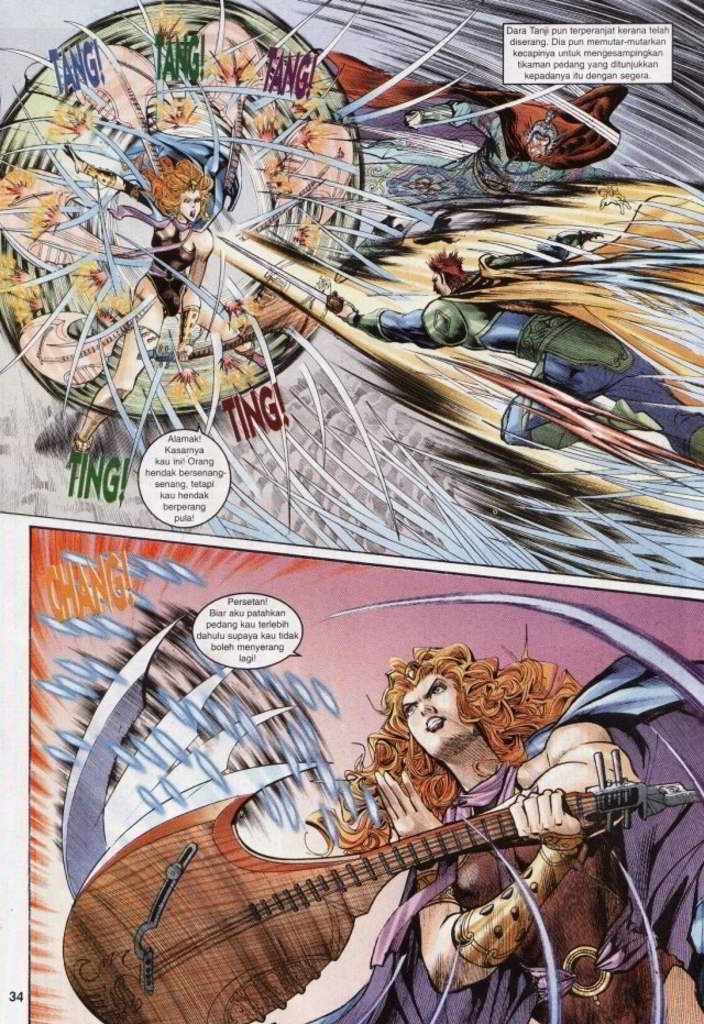 Dara Tanji pun terperanjat kerana telah
diserang. Dia pun memutar-mutarkan
kecapinya untuk mengesampingkan
tikaman pedang yang ditunjukkan
kepadanya itu dengan segera.
TANG!
TANG!
TANG!
TING!
TING!
Alamak!
Kasarnya
kau ini! Orang
hendak bersenang-
senang, tetapi
kau hendak
berperang
pula!
CHANG!
Persetan!
Biar aku patahkan
pedang kau terlebih
dahulu supaya kau tidak
boleh menyerang
lagi!
34